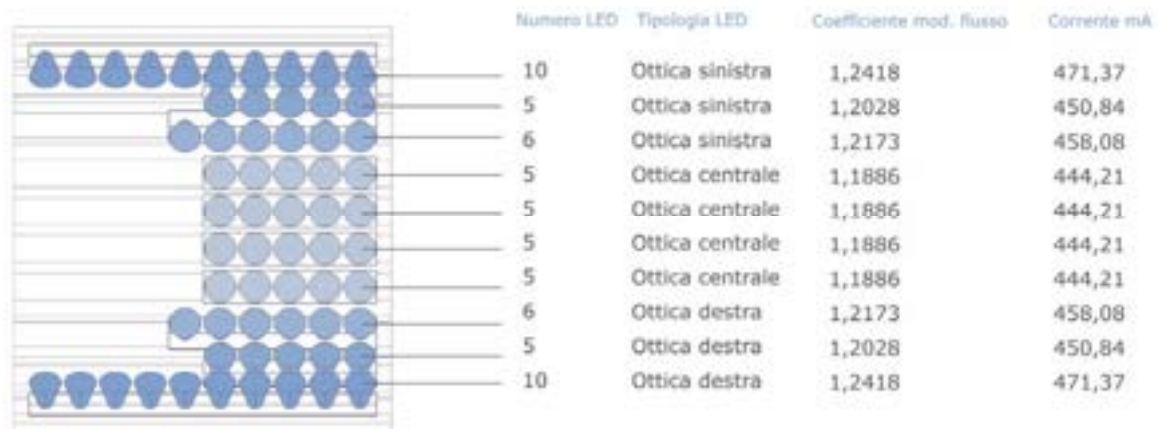 Numero LED Tipologia LED Coefficiente mod. flusso Corrente mA
10 Ottica sinistra 1,2418 471,37
5 Ottica sinistra 1,2028 450,84
6 Ottica sinistra 1,2173 458,08
5 Ottica centrale 1,1886 444,21
5 Ottica centrale 1,1886 444,21
5 Ottica centrale 1,1886 444,21
5 Ottica centrale 1,1886 444,21
6 Ottica destra 1,2173 458,08
5 Ottica destra 1,2028 450,84
10 Ottica destra 1,2418 471,37